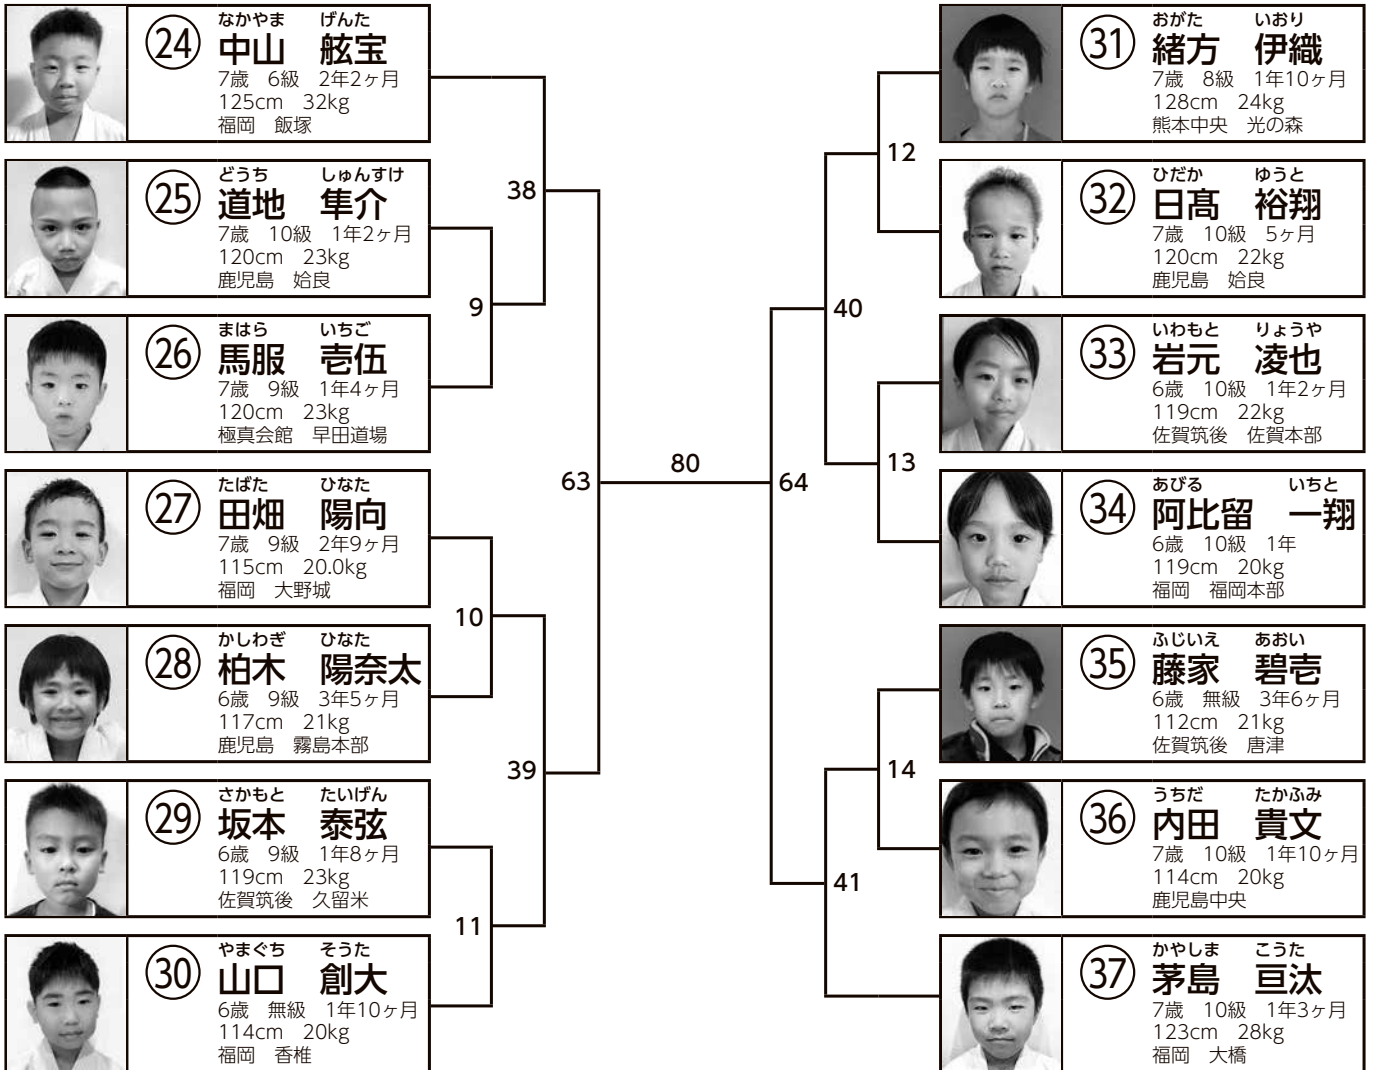 なかやま　げんた
㉔ 中山　舷宝
7歳　6級　2年2ヶ月
125cm　32kg
福岡　飯塚
どうち　しゅんすけ
㉕ 道地　隼介
7歳　10級　1年2ヶ月
120cm　23kg
鹿児島　姶良
まはら　いちご
㉖ 馬服　壱伍
7歳　9級　1年4ヶ月
120cm　23kg
極真会館　早田道場
たばた　ひなた
㉗ 田畑　陽向
7歳　9級　2年9ヶ月
115cm　20.0kg
福岡　大野城
かしわぎ　ひなた
㉘ 柏木　陽奈太
6歳　9級　3年5ヶ月
117cm　21kg
鹿児島　霧島本部
さかもと　たいげん
㉙ 坂本　泰弦
6歳　9級　1年8ヶ月
119cm　23kg
佐賀筑後　久留米
やまぐち　そうた
㉚ 山口　創大
6歳　無級　1年10ヶ月
114cm　20kg
福岡　香椎
38
9
63
10
39
11
80
12
40
13
64
14
41
おがた　いおり
㉛ 緒方　伊織
7歳　8級　1年10ヶ月
128cm　24kg
熊本中央　光の森
ひだか　ゆうと
㉜ 日髙　裕翔
7歳　10級　5ヶ月
120cm　22kg
鹿児島　姶良
いわもと　りょうや
㉝ 岩元　凌也
6歳　10級　1年2ヶ月
119cm　22kg
佐賀筑後　佐賀本部
あびる　いちと
㉞ 阿比留　一翔
6歳　10級　1年
119cm　20kg
福岡　福岡本部
ふじいえ　あおい
㉟ 藤家　碧壱
6歳　無級　3年6ヶ月
112cm　21kg
佐賀筑後　唐津
うちだ　たかふみ
㊱ 内田　貴文
7歳　10級　1年10ヶ月
114cm　20kg
鹿児島中央
かやしま　こうた
㊲ 茅島　亘汰
7歳　10級　1年3ヶ月
123cm　28kg
福岡　大橋